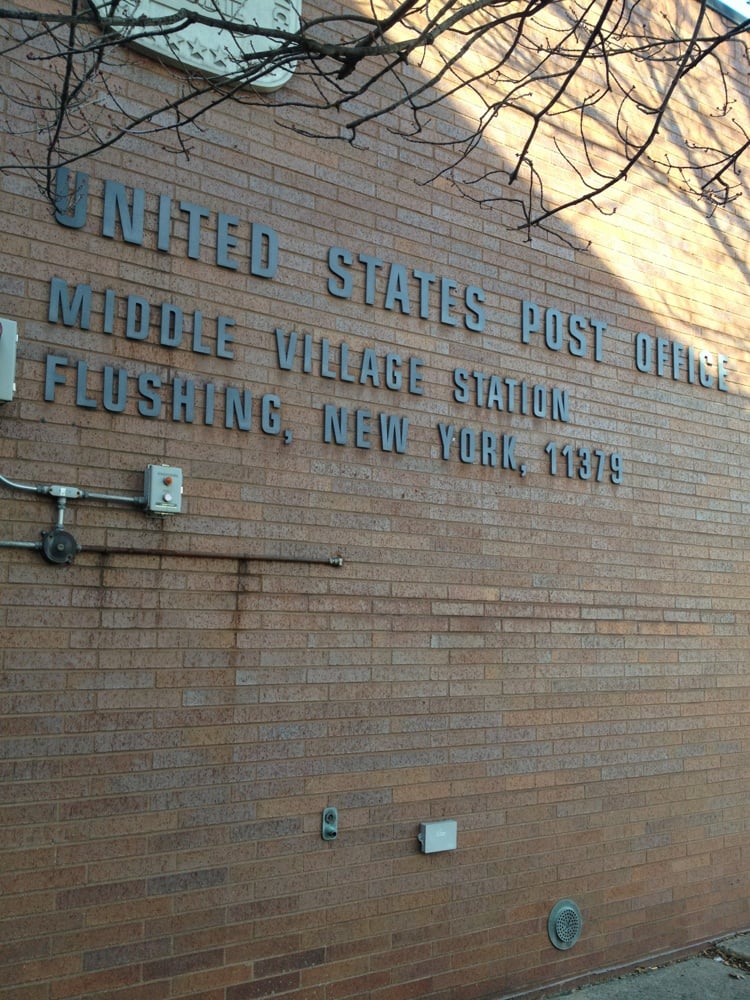 UNITED STATES POST OFFICE
MIDDLE VILLAGE STATION
FLUSHING, NEW YORK, 11379